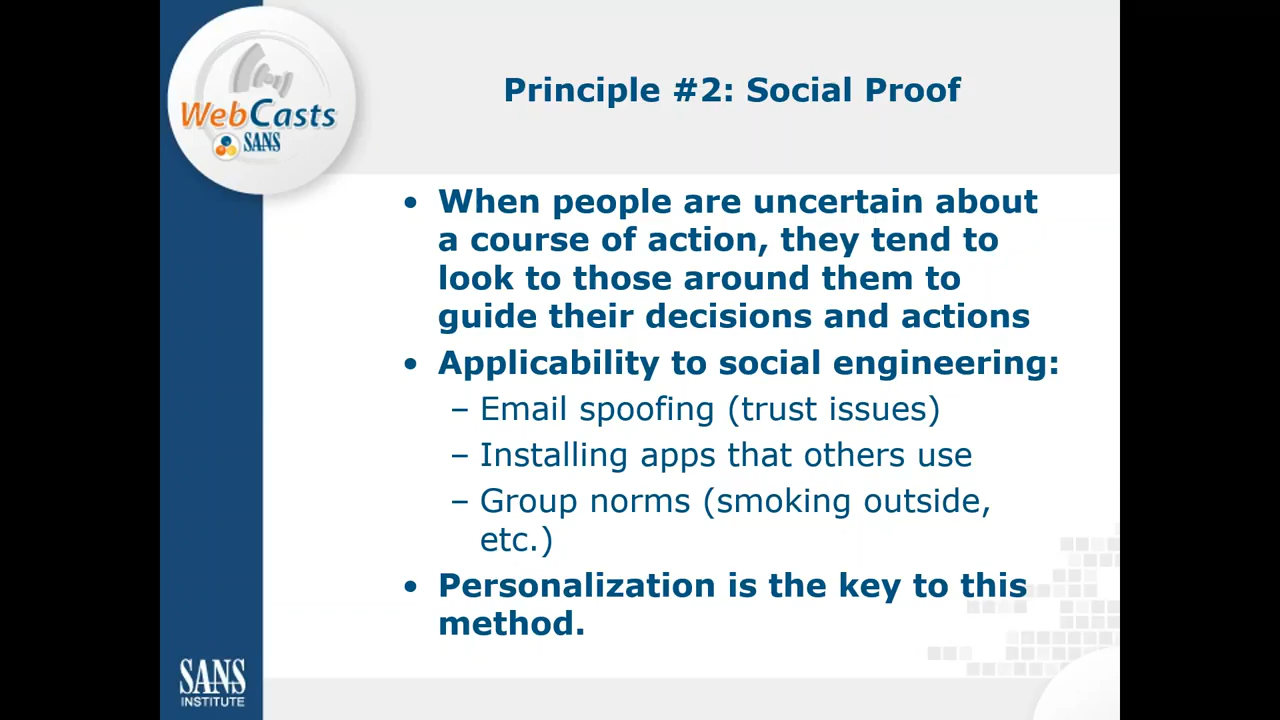 WebCasts
SANS
Principle #2: Social Proof
• When people are uncertain about
a course of action, they tend to
look to those around them to
guide their decisions and actions
• Applicability to social engineering:
– Email spoofing (trust issues)
– Installing apps that others use
– Group norms (smoking outside,
etc.)
• Personalization is the key to this
method.
SANS
INSTITUTE